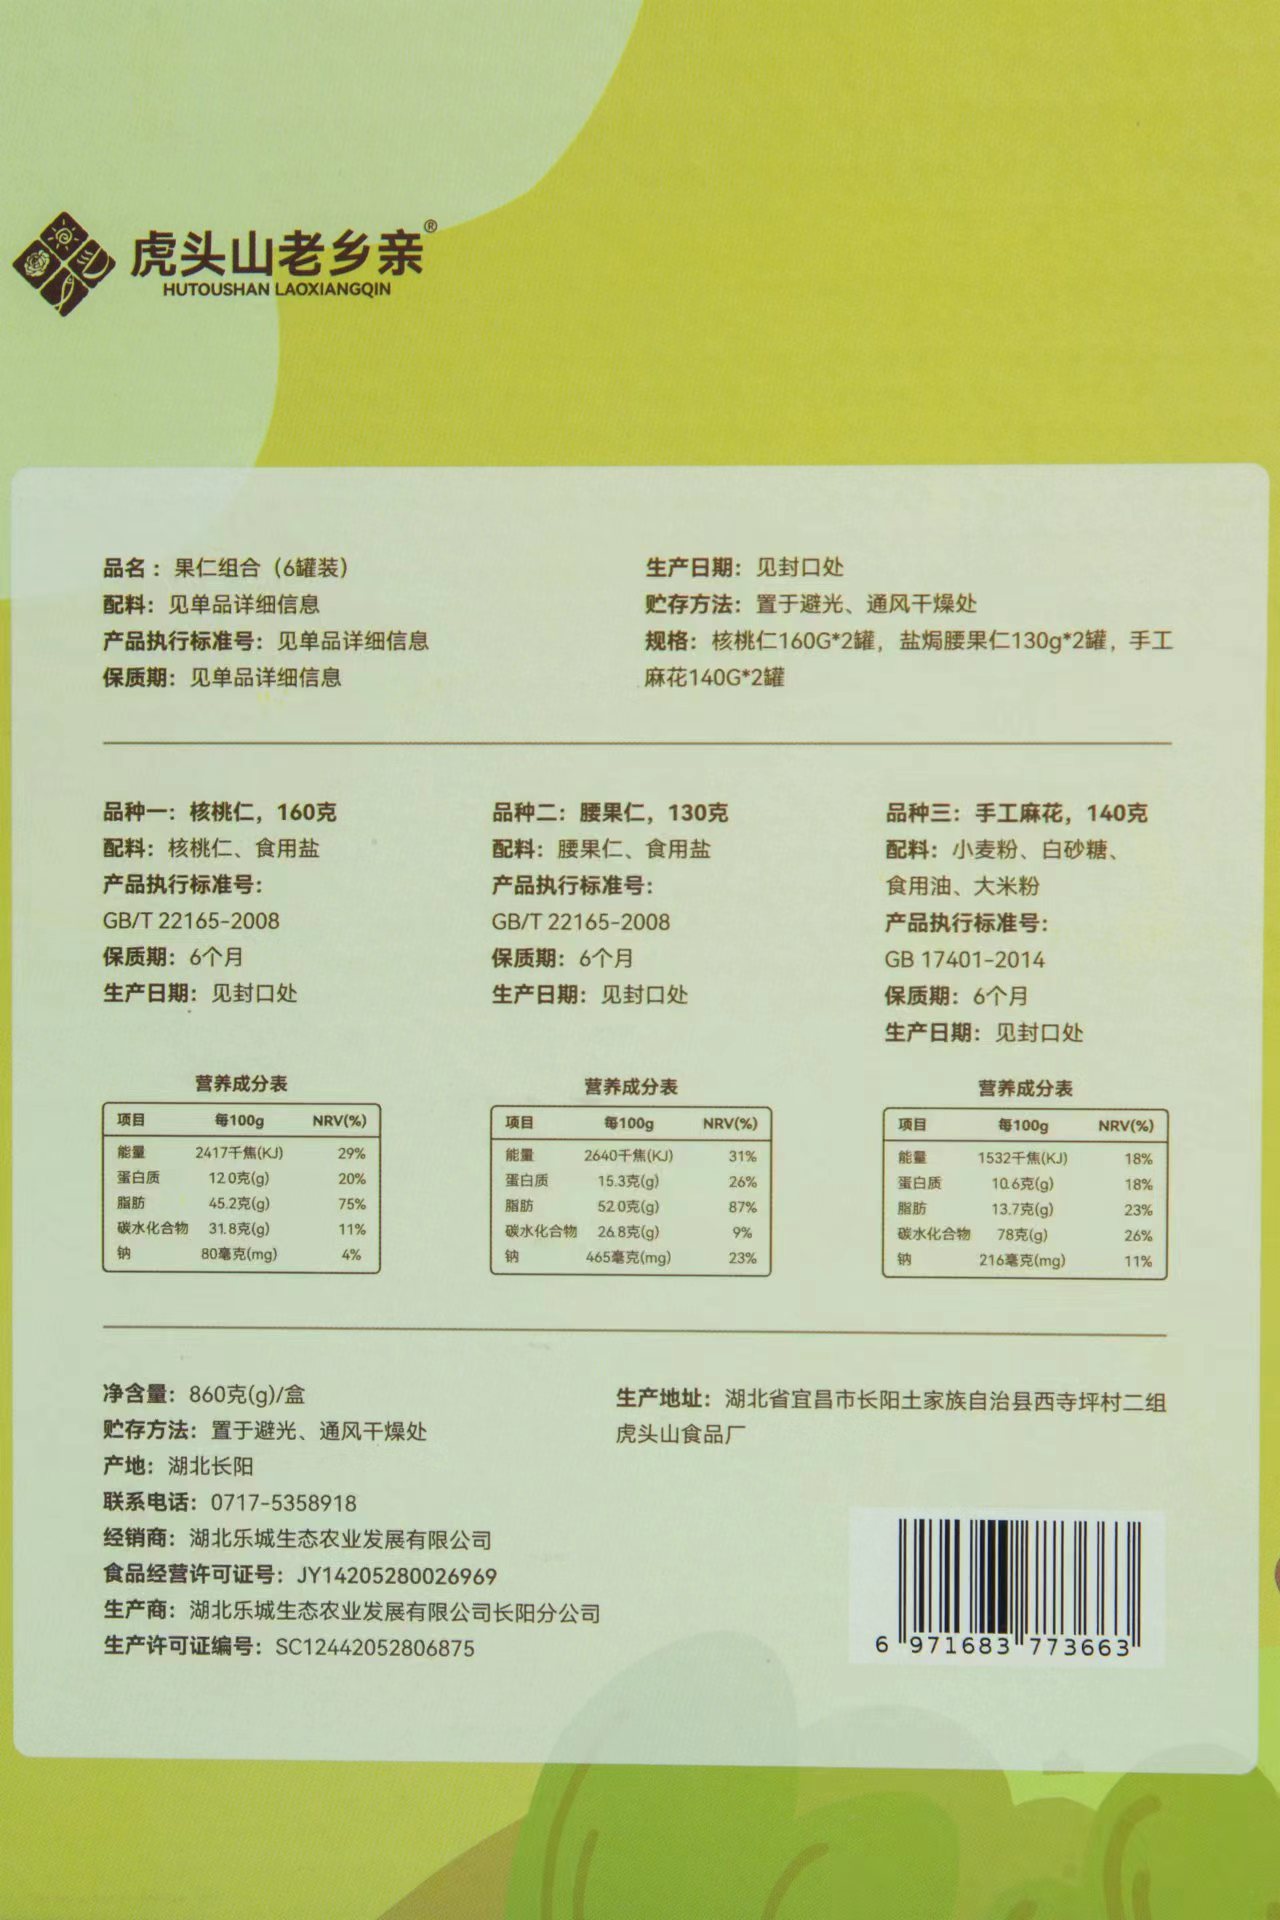 虎头山老乡亲®
HUTOUSHAN LAOXIANGQIN
品名：果仁组合（6罐装）
配料：见单品详细信息
产品执行标准号：见单品详细信息
保质期：见单品详细信息
生产日期：见封口处
贮存方法：置于避光、通风干燥处
规格：核桃仁160G*2罐，盐焗腰果仁130g*2罐，手工
麻花140G*2罐
品种一：核桃仁，160克
配料：核桃仁、食用盐
产品执行标准号：
GB/T 22165-2008
保质期：6个月
生产日期：见封口处
营养成分表
项目 每100g NRV(%)
能量 2417千焦(KJ) 29%
蛋白质 12.0克(g) 20%
脂肪 45.2克(g) 75%
碳水化合物 31.8克(g) 11%
钠 80毫克(mg) 4%
品种二：腰果仁，130克
配料：腰果仁、食用盐
产品执行标准号：
GB/T 22165-2008
保质期：6个月
生产日期：见封口处
营养成分表
项目 每100g NRV(%)
能量 2640千焦(KJ) 31%
蛋白质 15.3克(g) 26%
脂肪 52.0克(g) 87%
碳水化合物 26.8克(g) 9%
钠 465毫克(mg) 23%
品种三：手工麻花，140克
配料：小麦粉、白砂糖、
食用油、大米粉
产品执行标准号：
GB 17401-2014
保质期：6个月
生产日期：见封口处
营养成分表
项目 每100g NRV(%)
能量 1532千焦(KJ) 18%
蛋白质 10.6克(g) 18%
脂肪 13.7克(g) 23%
碳水化合物 78克(g) 26%
钠 216毫克(mg) 11%
净含量：860克(g)/盒
贮存方法：置于避光、通风干燥处
产地：湖北长阳
联系电话：0717-5358918
经销商：湖北乐城生态农业发展有限公司
食品经营许可证号：JY14205280026969
生产商：湖北乐城生态农业发展有限公司长阳分公司
生产许可证编号：SC12442052806875
生产地址：湖北省宜昌市长阳土家族自治县西寺坪村二组
虎头山食品厂
6 971683 773663